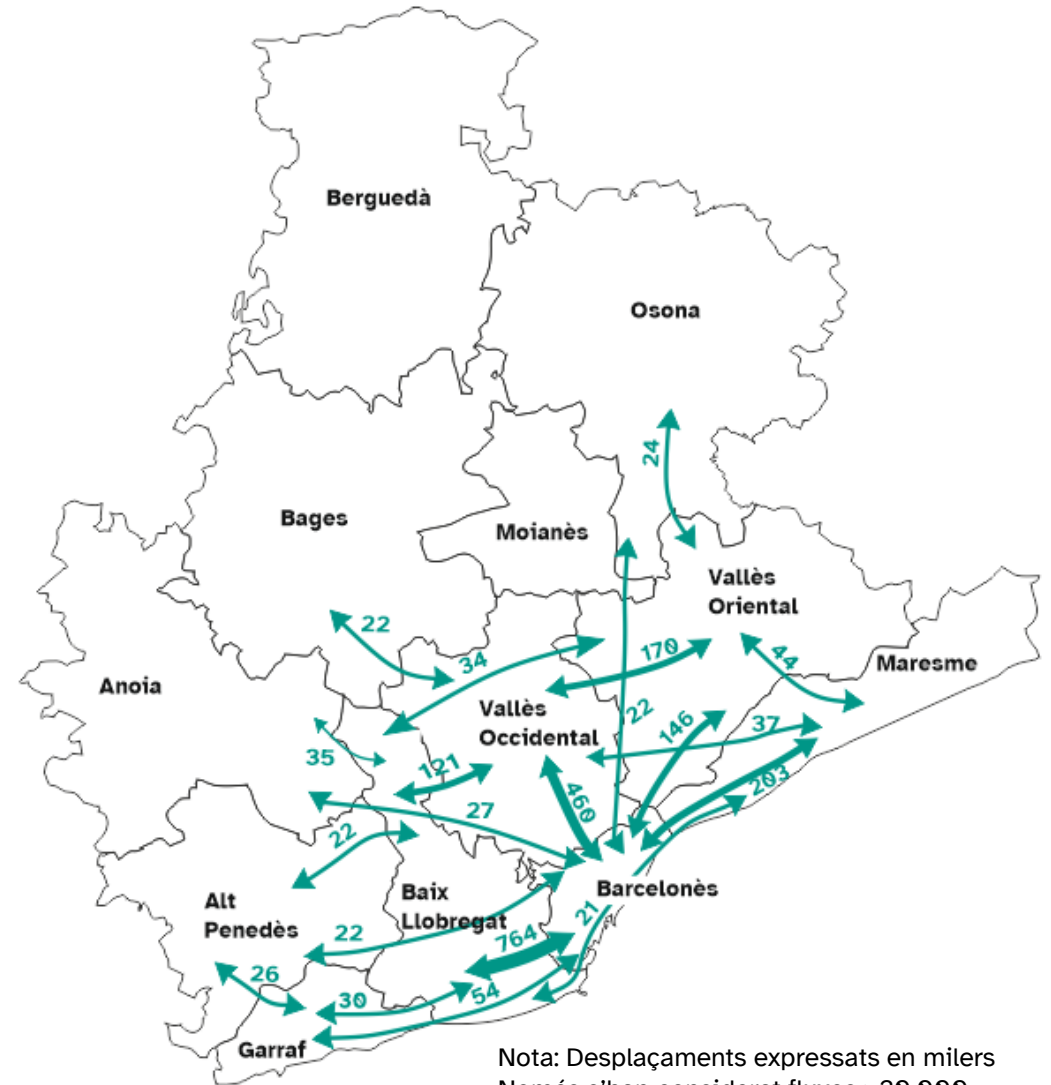 Berguedà
Osona
24
Bages
Moianès
Vallès
Oriental
22
34
170
44
Maresme
Anoia
Vallès
Occidental
22
146
37
35
121
203
460
27
22
Barcelonès
Alt
Penedès
Baix
Llobregat
21
22
764
26
30
54
Garraf
Nota: Desplaçaments expressats en milers